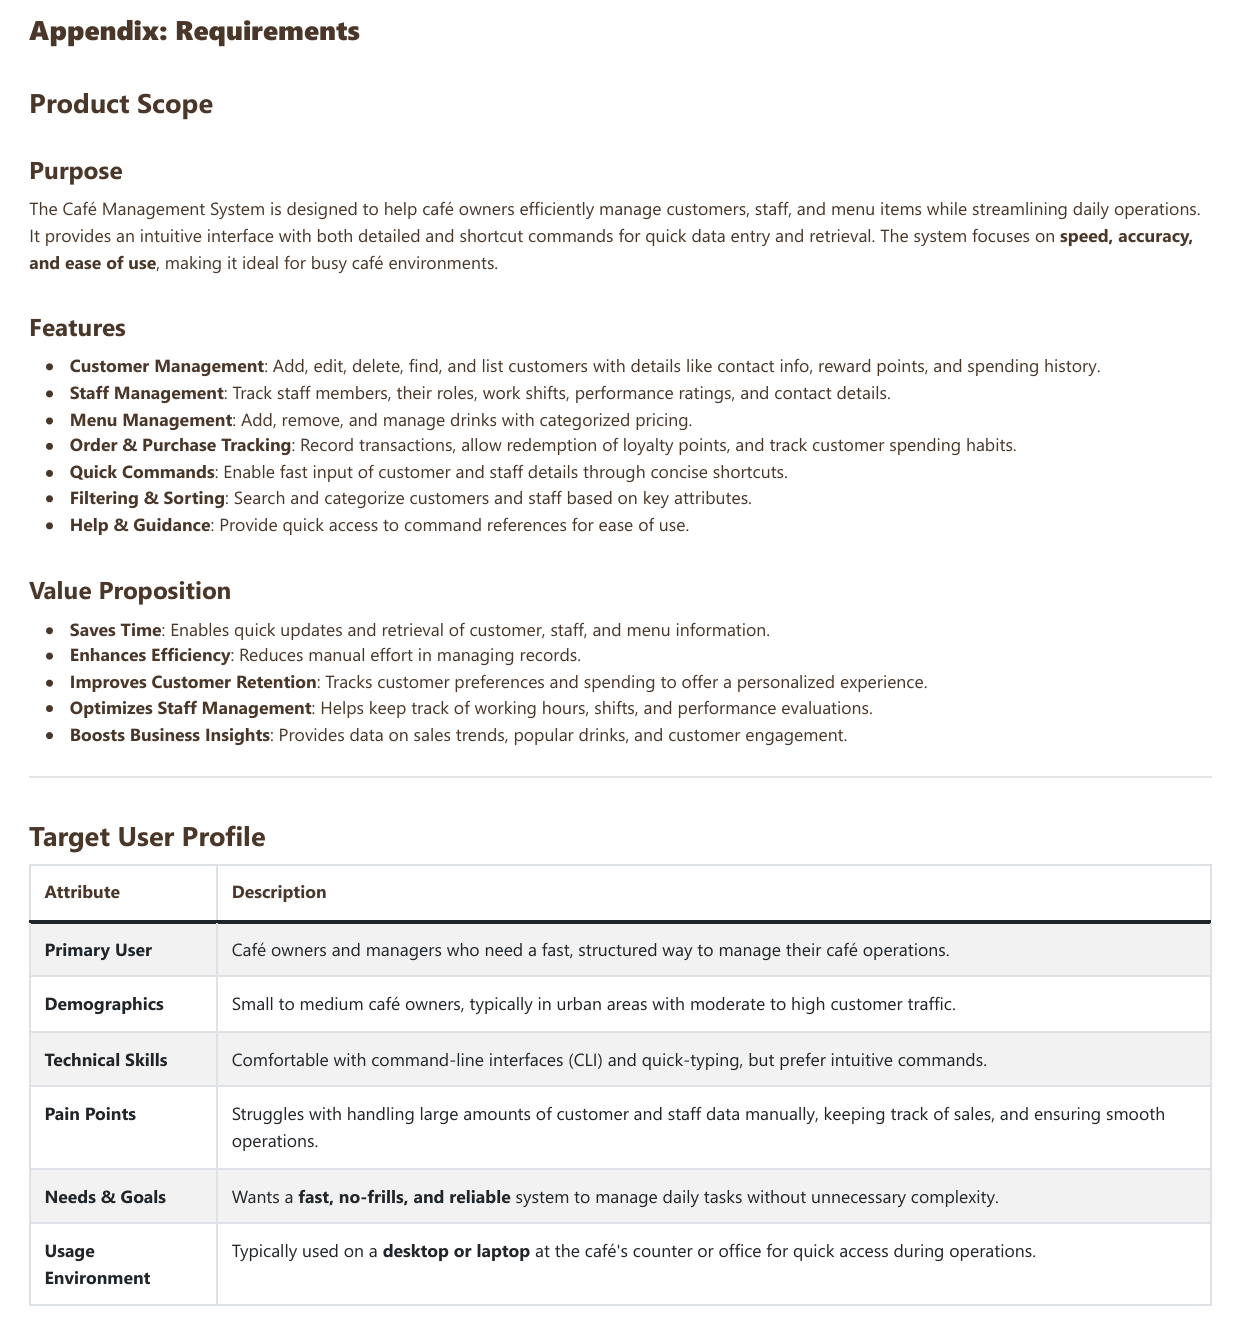 Appendix: Requirements
Product Scope
Purpose
The Café Management System is designed to help café owners efficiently manage customers, staff, and menu items while streamlining daily operations.
It provides an intuitive interface with both detailed and shortcut commands for quick data entry and retrieval. The system focuses on speed, accuracy,
and ease of use, making it ideal for busy café environments.
Features
• Customer Management: Add, edit, delete, find, and list customers with details like contact info, reward points, and spending history.
• Staff Management: Track staff members, their roles, work shifts, performance ratings, and contact details.
• Menu Management: Add, remove, and manage drinks with categorized pricing.
• Order & Purchase Tracking: Record transactions, allow redemption of loyalty points, and track customer spending habits.
• Quick Commands: Enable fast input of customer and staff details through concise shortcuts.
• Filtering & Sorting: Search and categorize customers and staff based on key attributes.
• Help & Guidance: Provide quick access to command references for ease of use.
Value Proposition
• Saves Time: Enables quick updates and retrieval of customer, staff, and menu information.
• Enhances Efficiency: Reduces manual effort in managing records.
• Improves Customer Retention: Tracks customer preferences and spending to offer a personalized experience.
• Optimizes Staff Management: Helps keep track of working hours, shifts, and performance evaluations.
• Boosts Business Insights: Provides data on sales trends, popular drinks, and customer engagement.
Target User Profile
Attribute Description
Primary User Café owners and managers who need a fast, structured way to manage their café operations.
Demographics Small to medium café owners, typically in urban areas with moderate to high customer traffic.
Technical Skills Comfortable with command-line interfaces (CLI) and quick-typing, but prefer intuitive commands.
Pain Points Struggles with handling large amounts of customer and staff data manually, keeping track of sales, and ensuring smooth
operations.
Needs & Goals Wants a fast, no-frills, and reliable system to manage daily tasks without unnecessary complexity.
Usage Typically used on a desktop or laptop at the café's counter or office for quick access during operations.
Environment